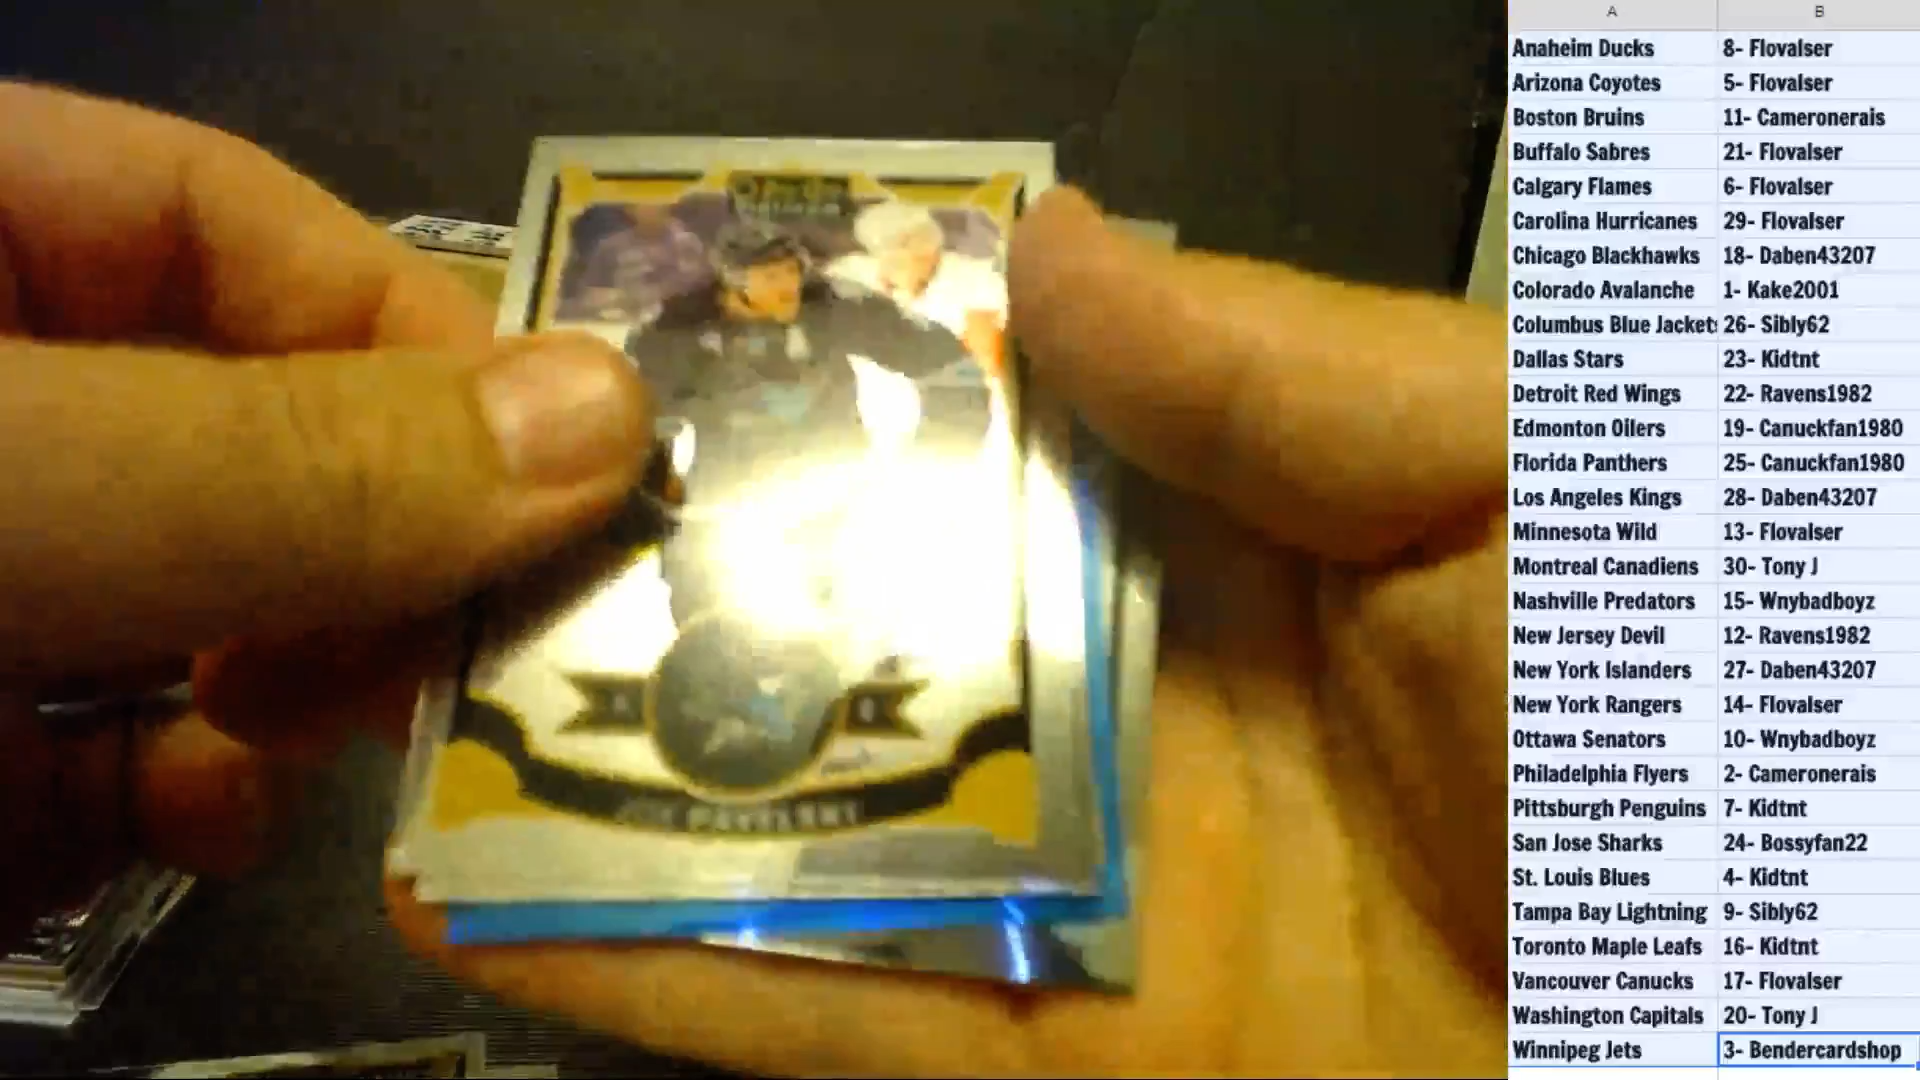 A B
Anaheim Ducks 8- Flovalser
Arizona Coyotes 5- Flovalser
Boston Bruins 11- Cameronerais
Buffalo Sabres 21- Flovalser
Calgary Flames 6- Flovalser
Carolina Hurricanes 29- Flovalser
Chicago Blackhawks 18- Daben43207
Colorado Avalanche 1- Kake2001
Columbus Blue Jackets 26- Sibly62
Dallas Stars 23- Kidtnt
Detroit Red Wings 22- Ravens1982
Edmonton Oilers 19- Canuckfan1980
Florida Panthers 25- Canuckfan1980
Los Angeles Kings 28- Daben43207
Minnesota Wild 13- Flovalser
Montreal Canadiens 30- Tony J
Nashville Predators 15- Wnybadboyz
New Jersey Devil 12- Ravens1982
New York Islanders 27- Daben43207
New York Rangers 14- Flovalser
Ottawa Senators 10- Wnybadboyz
Philadelphia Flyers 2- Cameronerais
Pittsburgh Penguins 7- Kidtnt
San Jose Sharks 24- Bossyfan22
St. Louis Blues 4- Kidtnt
Tampa Bay Lightning 9- Sibly62
Toronto Maple Leafs 16- Kidtnt
Vancouver Canucks 17- Flovalser
Washington Capitals 20- Tony J
Winnipeg Jets 3- Bendercardshop
PAVELSKI